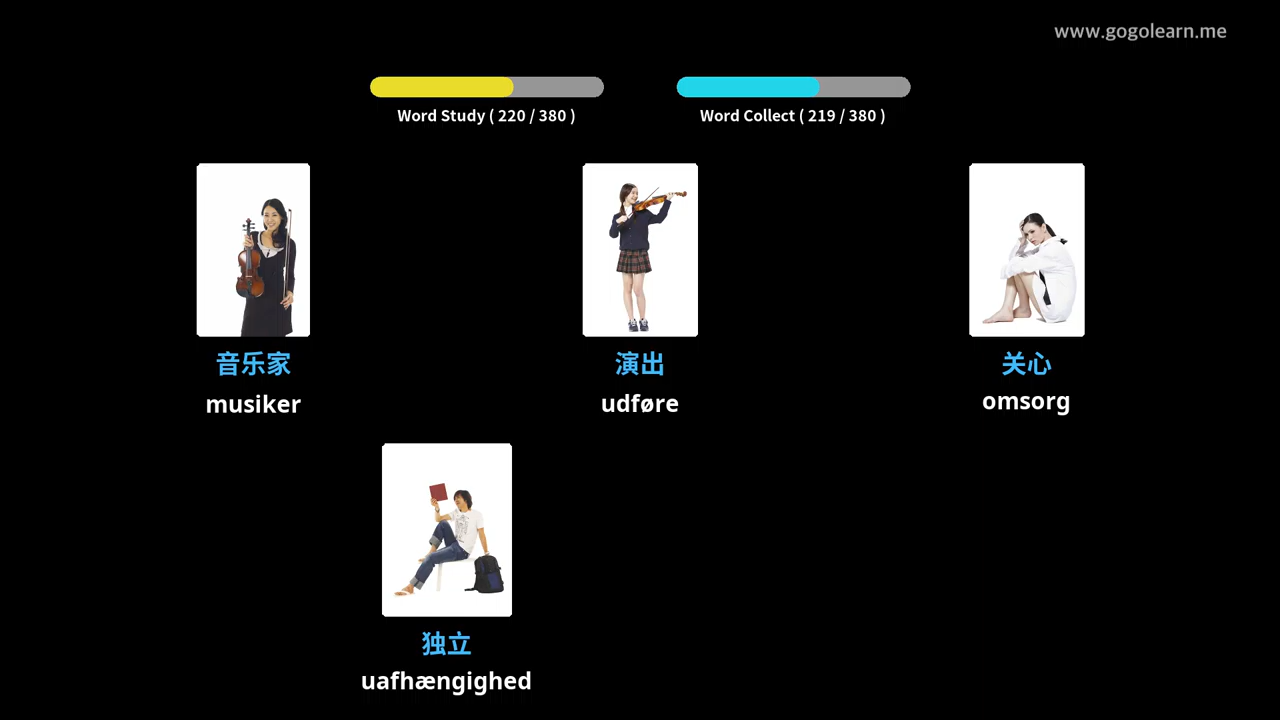 www.gogolearn.me
Word Study ( 220 / 380 )
Word Collect ( 219 / 380 )
音乐家
musiker
演出
udføre
关心
omsorg
独立
uafhængighed